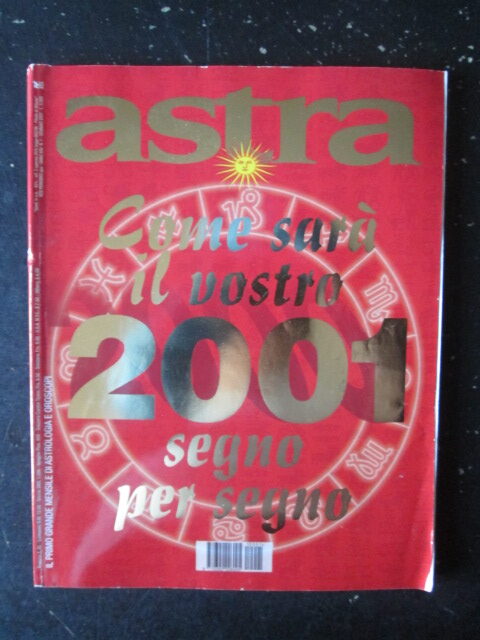 astra
Come sarà
il vostro
2001
segno
per segno
IL PRIMO GRANDE MENSILE DI ASTROLOGIA E OROSCOPI